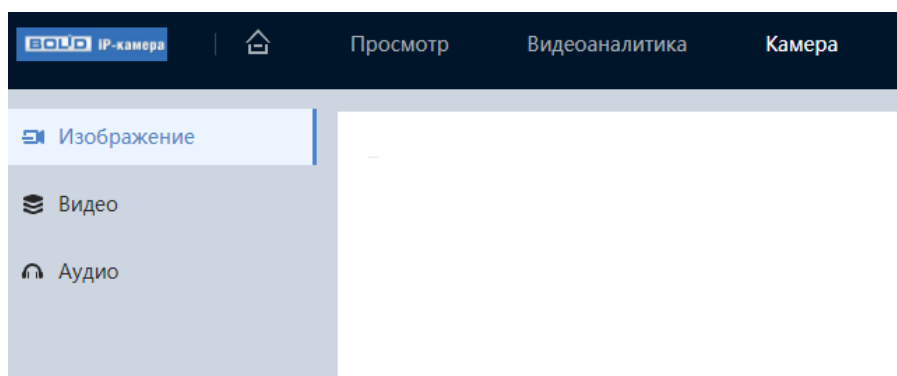 BOLID IP-камера Просмотр Видеоаналитика Камера
Изображение
Видео
Аудио